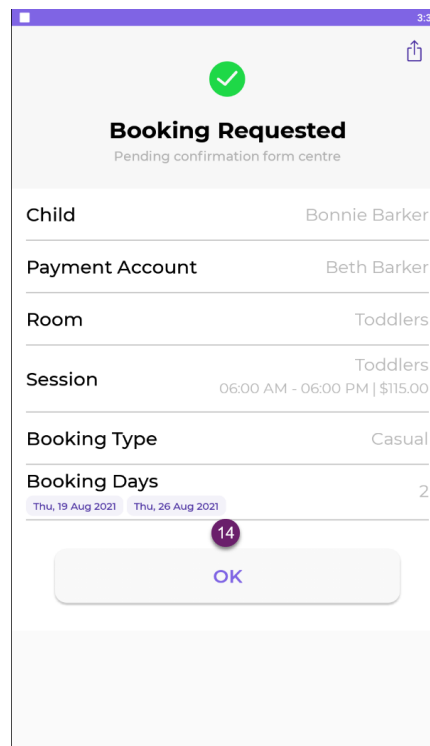 Booking Requested
Pending confirmation form centre
Child Bonnie Barker
Payment Account Beth Barker
Room Toddlers
Session Toddlers
06:00 AM - 06:00 PM | $115.00
Booking Type Casual
Booking Days 2
Thu, 19 Aug 2021 Thu, 26 Aug 2021
14
OK